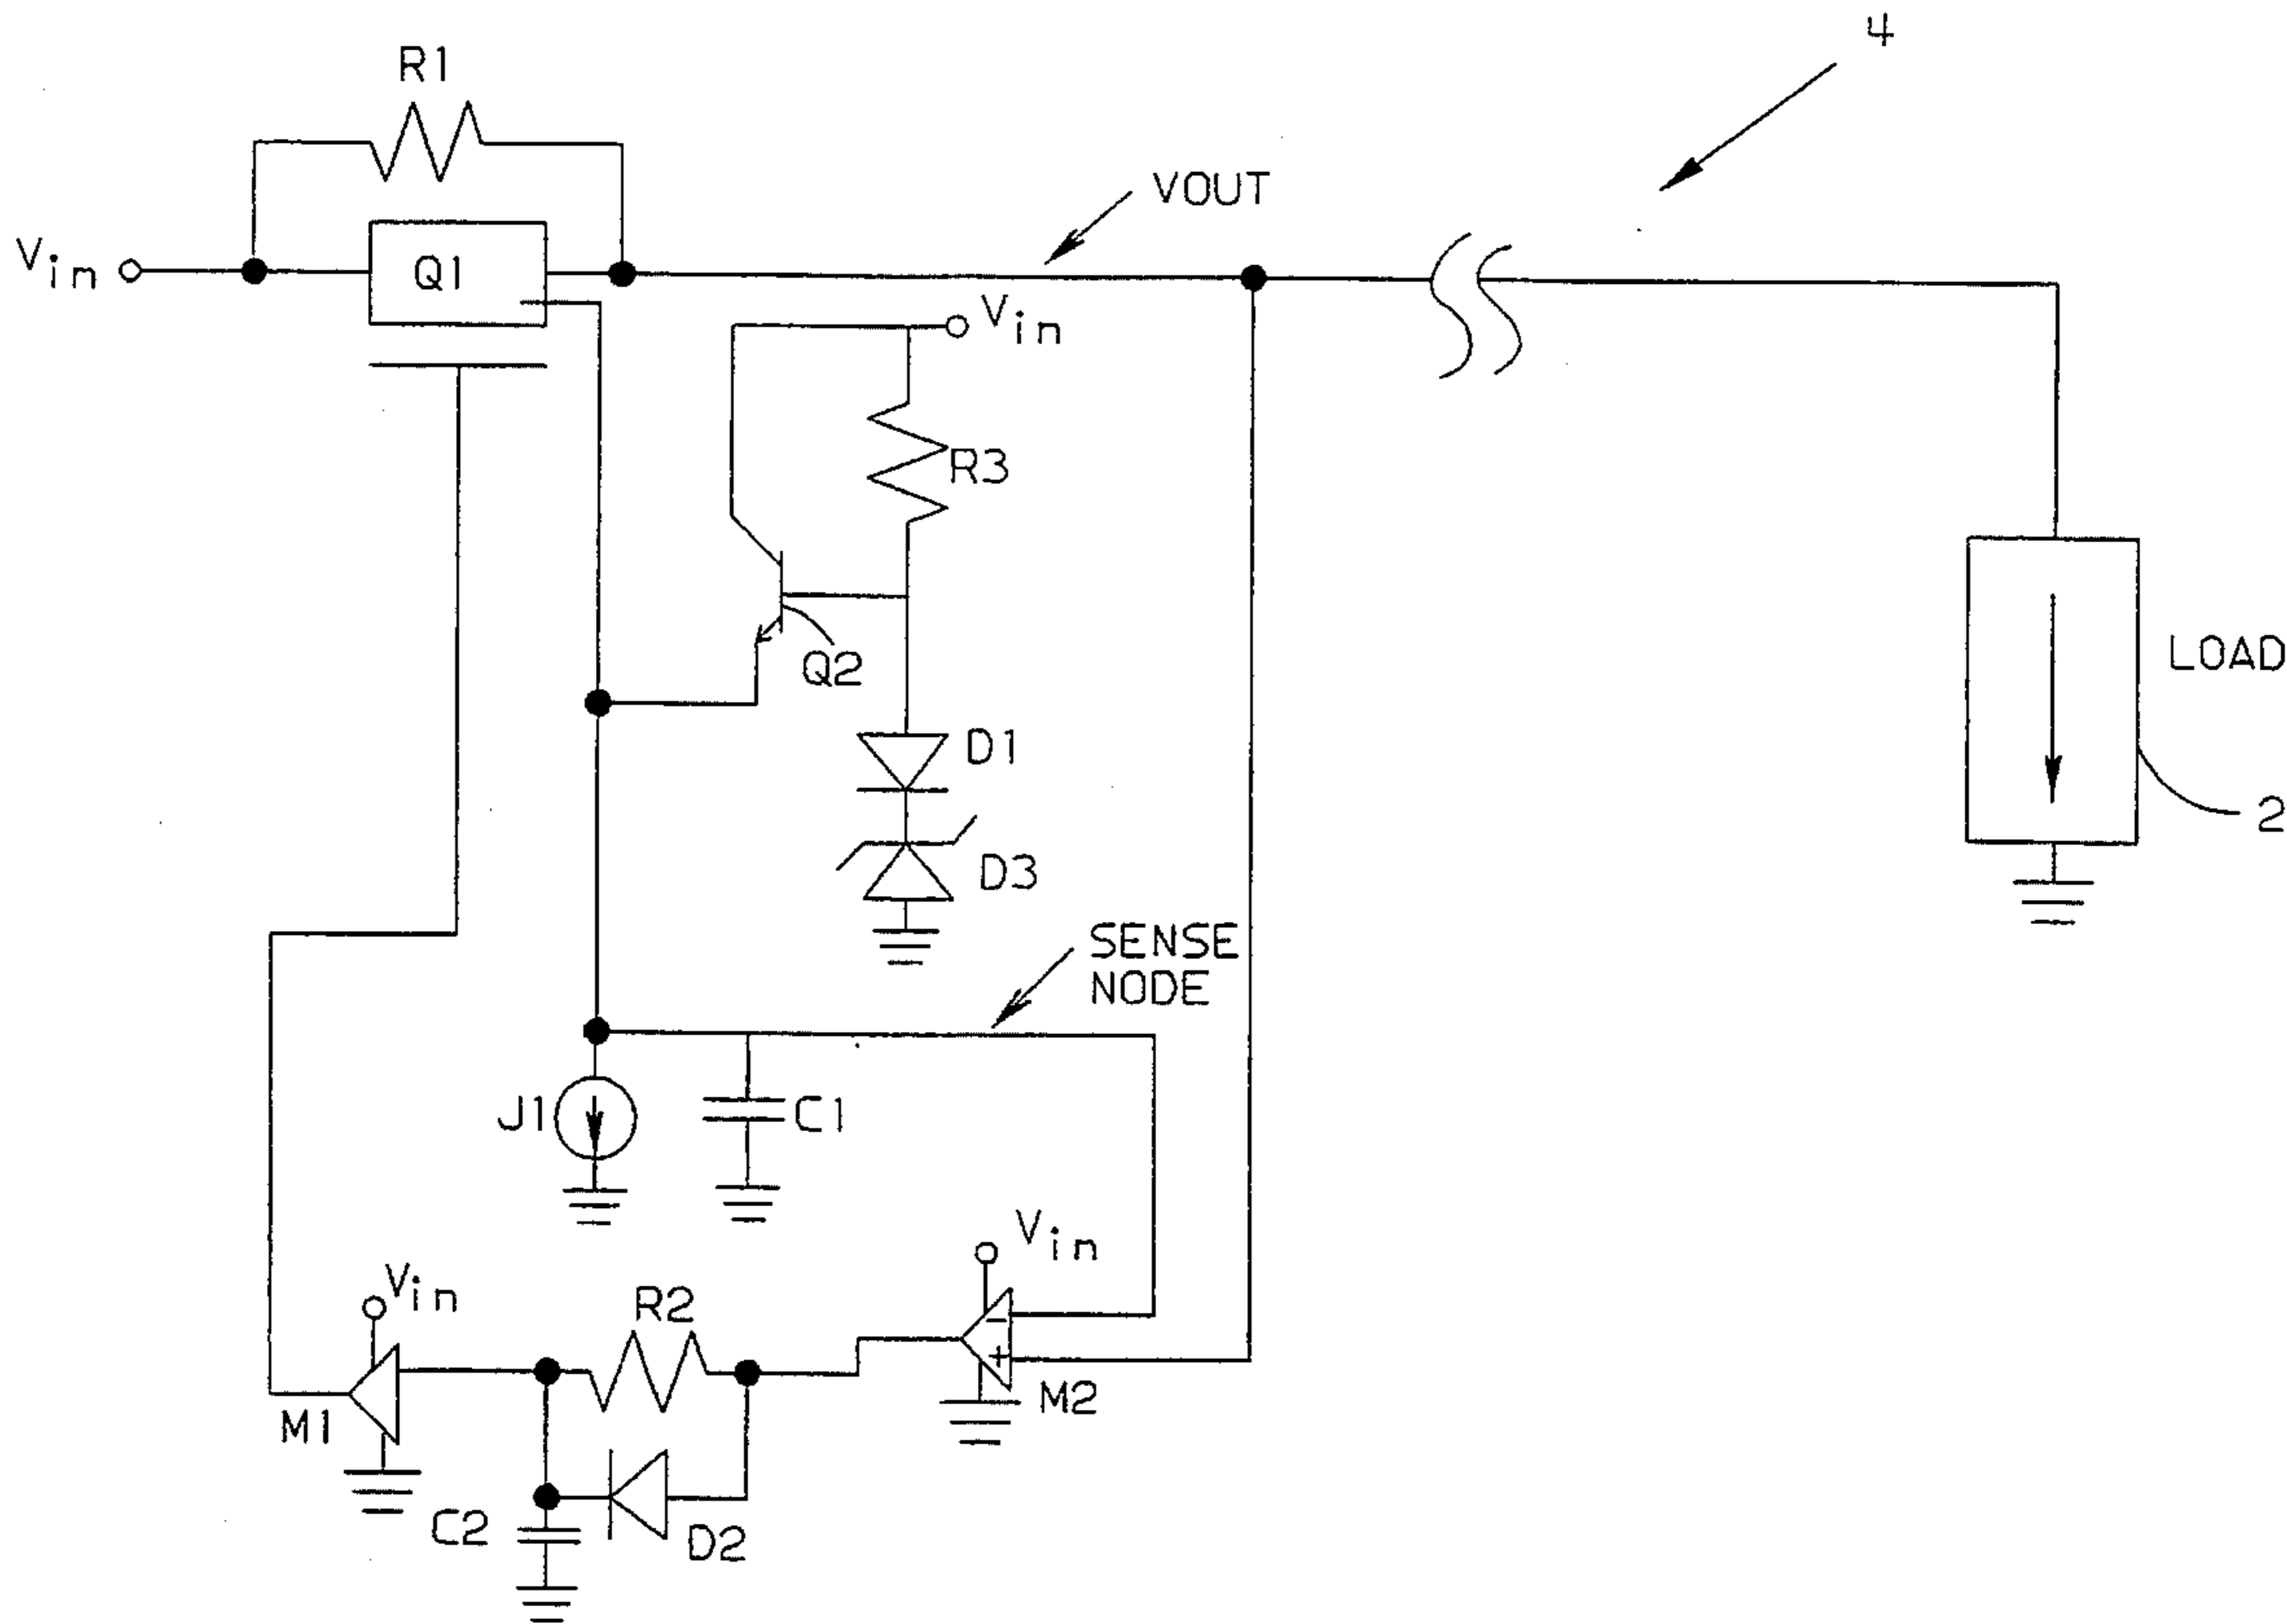 4
R1
VOUT
Vin
Q1
Vin
R3
Q2
LOAD
D1
2
D3
SENSE
NODE
J1
C1
Vin
Vin
R2
−
+
M2
M1
C2
D2